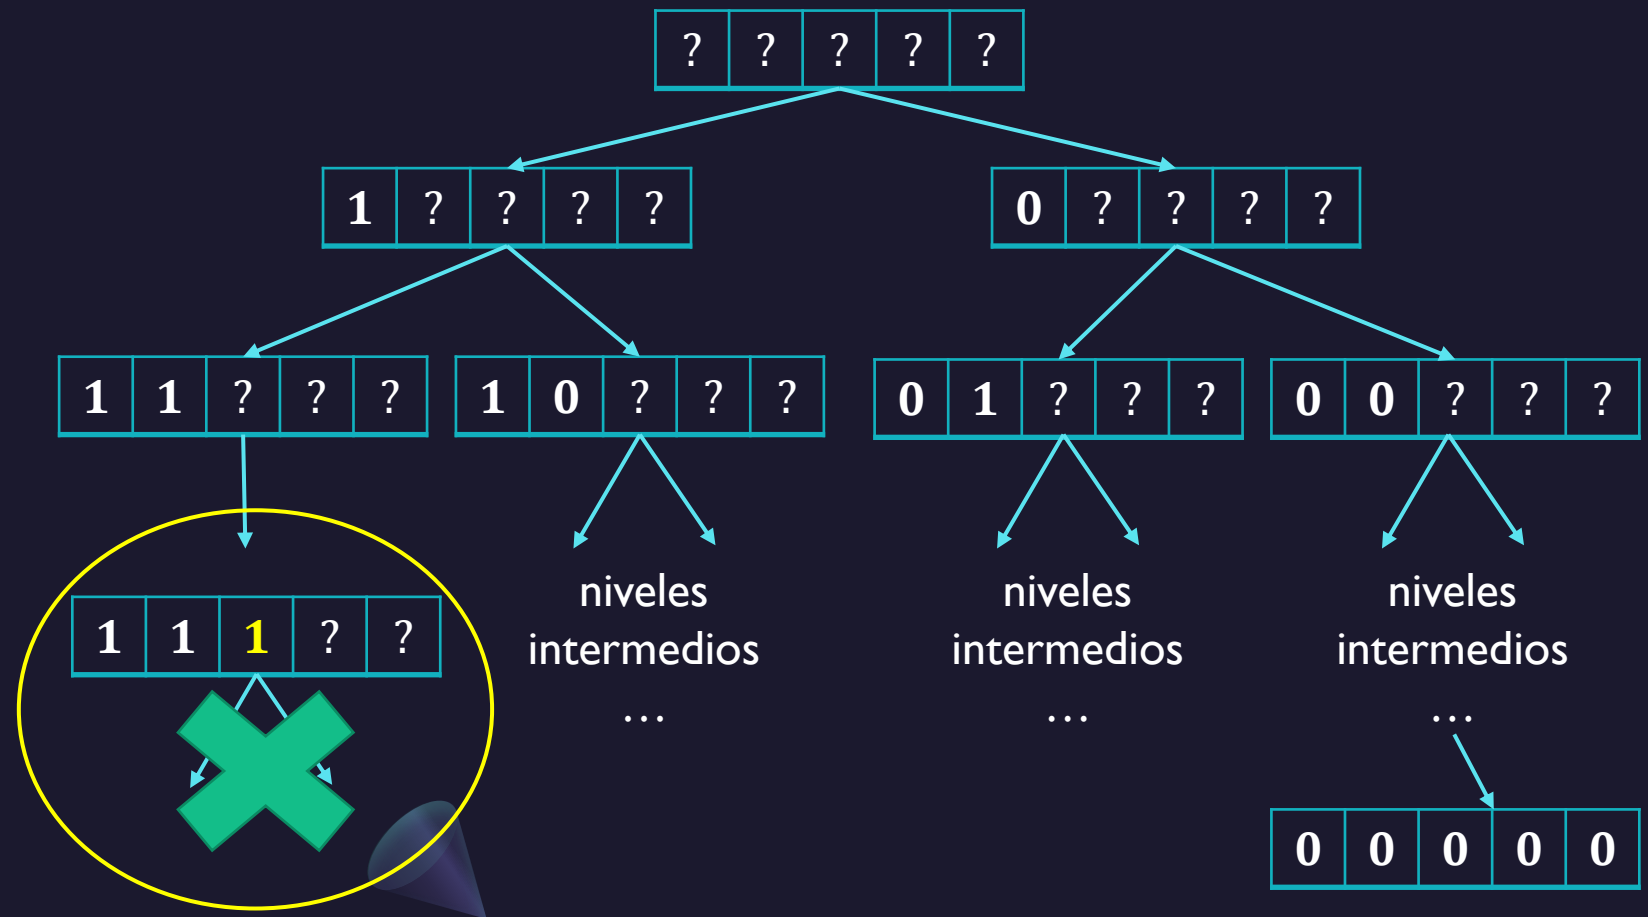 ? ? ? ? ?
1 ? ? ? ?
0 ? ? ? ?
1 1 ? ? ?
1 0 ? ? ?
0 1 ? ? ?
0 0 ? ? ?
1 1 1 ? ?
niveles
intermedios
...
niveles
intermedios
...
niveles
intermedios
...
0 0 0 0 0